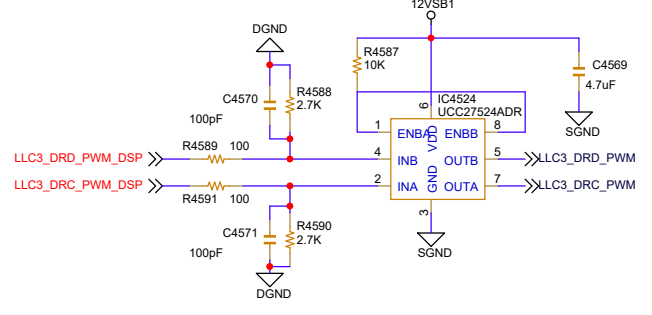 12VSB1
DGND
R4587
10K
C4569
4.7uF
SGND
C4570
100pF
R4588
2.7K
IC4524
UCC27524ADR
6
1
ENBA
VDD
ENBB
8
R4589
100
LLC3_DRD_PWM_DSP
4
INB
OUTB
5
LLC3_DRD_PWM
LLC3_DRC_PWM_DSP
2
INA
GND
OUTA
7
LLC3_DRC_PWM
R4591
100
3
C4571
100pF
R4590
2.7K
SGND
DGND